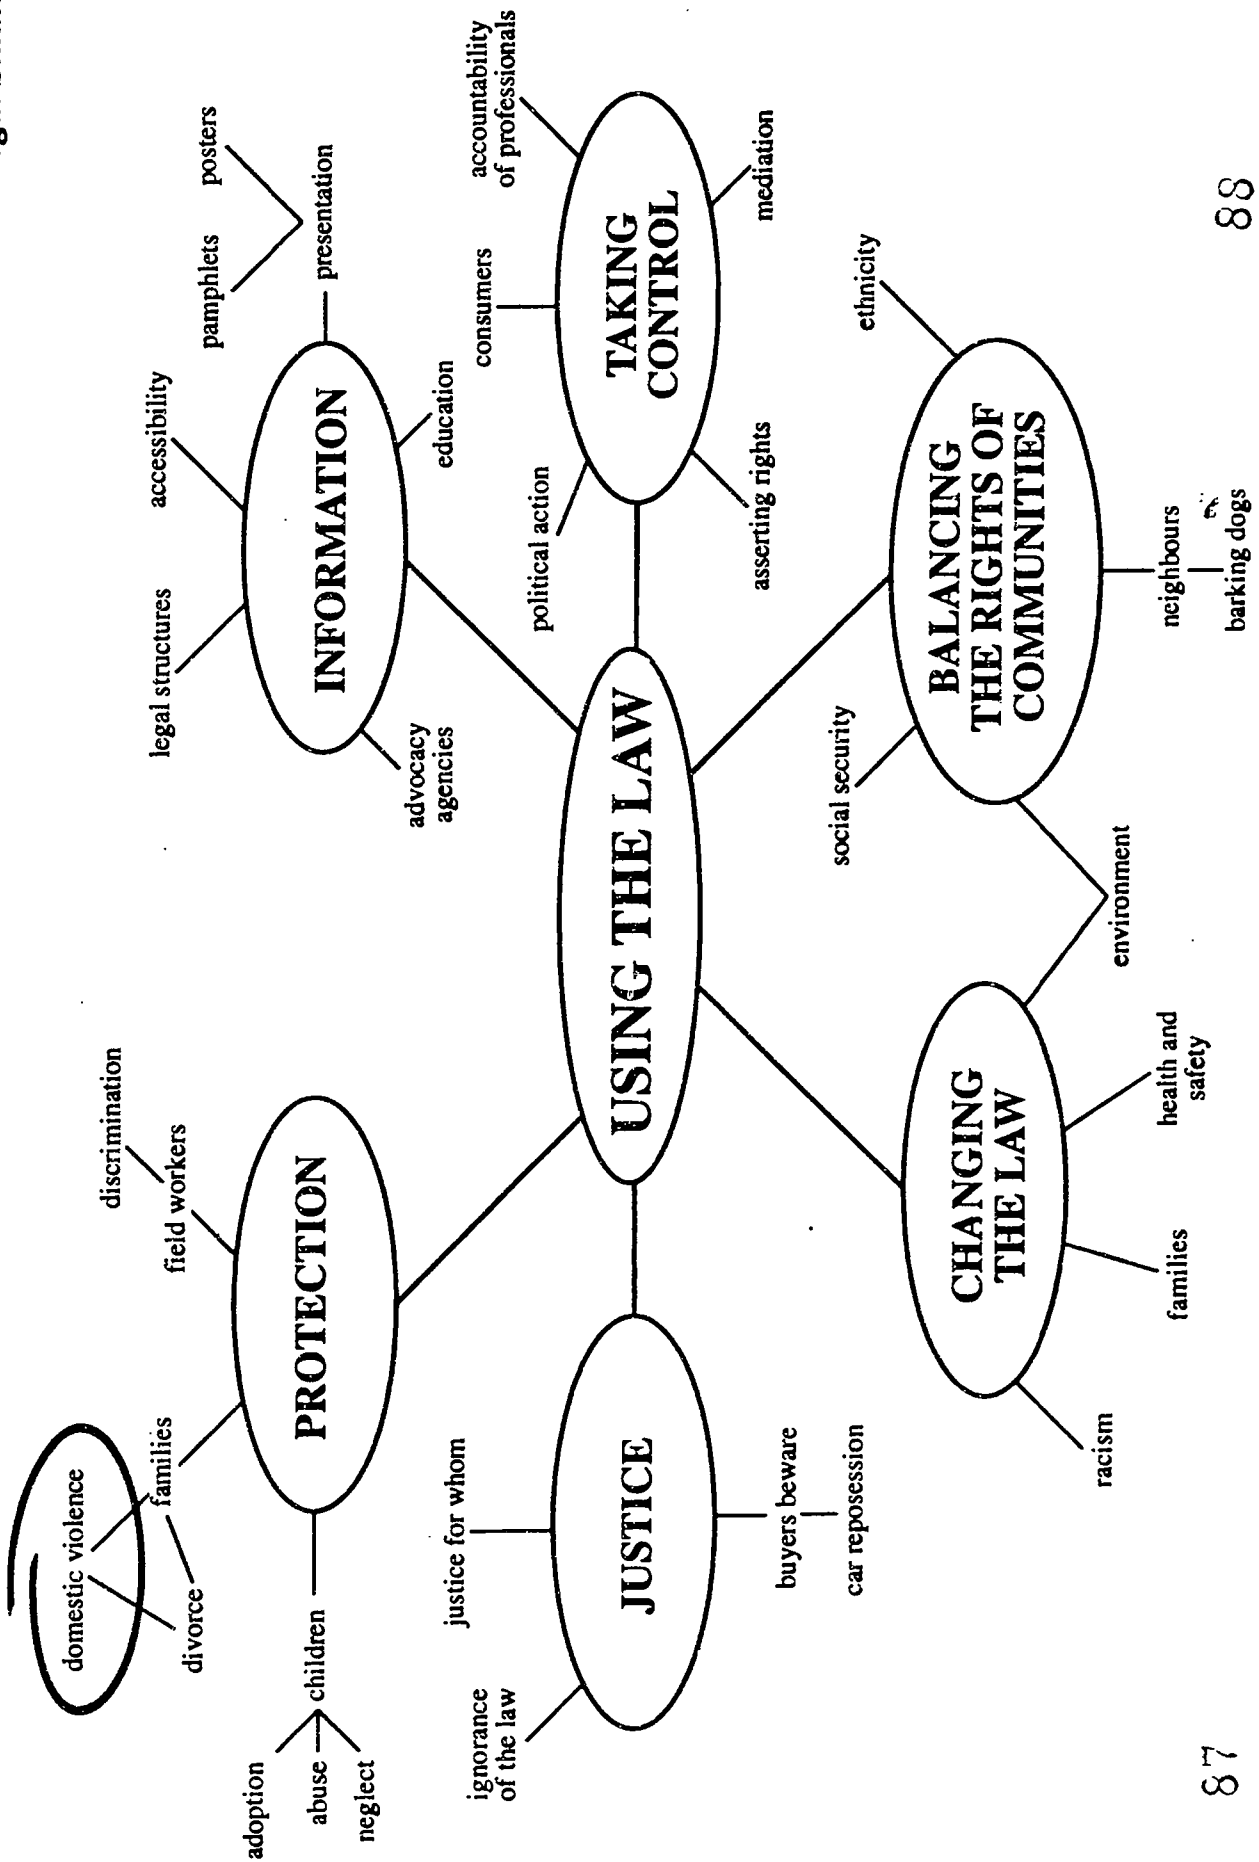 discrimination
field workers
domestic violence
families
divorce
PROTECTION
adoption
abuse
neglect
children
legal structures
accessibility
pamphlets
posters
presentation
INFORMATION
education
advocacy
agencies
justice for whom
ignorance
of the law
JUSTICE
buyers beware
car reposession
USING THE LAW
political action
consumers
accountability
of professionals
TAKING
CONTROL
asserting rights
mediation
CHANGING
THE LAW
racism
families
health and
safety
environment
social security
ethnicity
BALANCING
THE RIGHTS OF
COMMUNITIES
neighbours
barking dogs
87
88